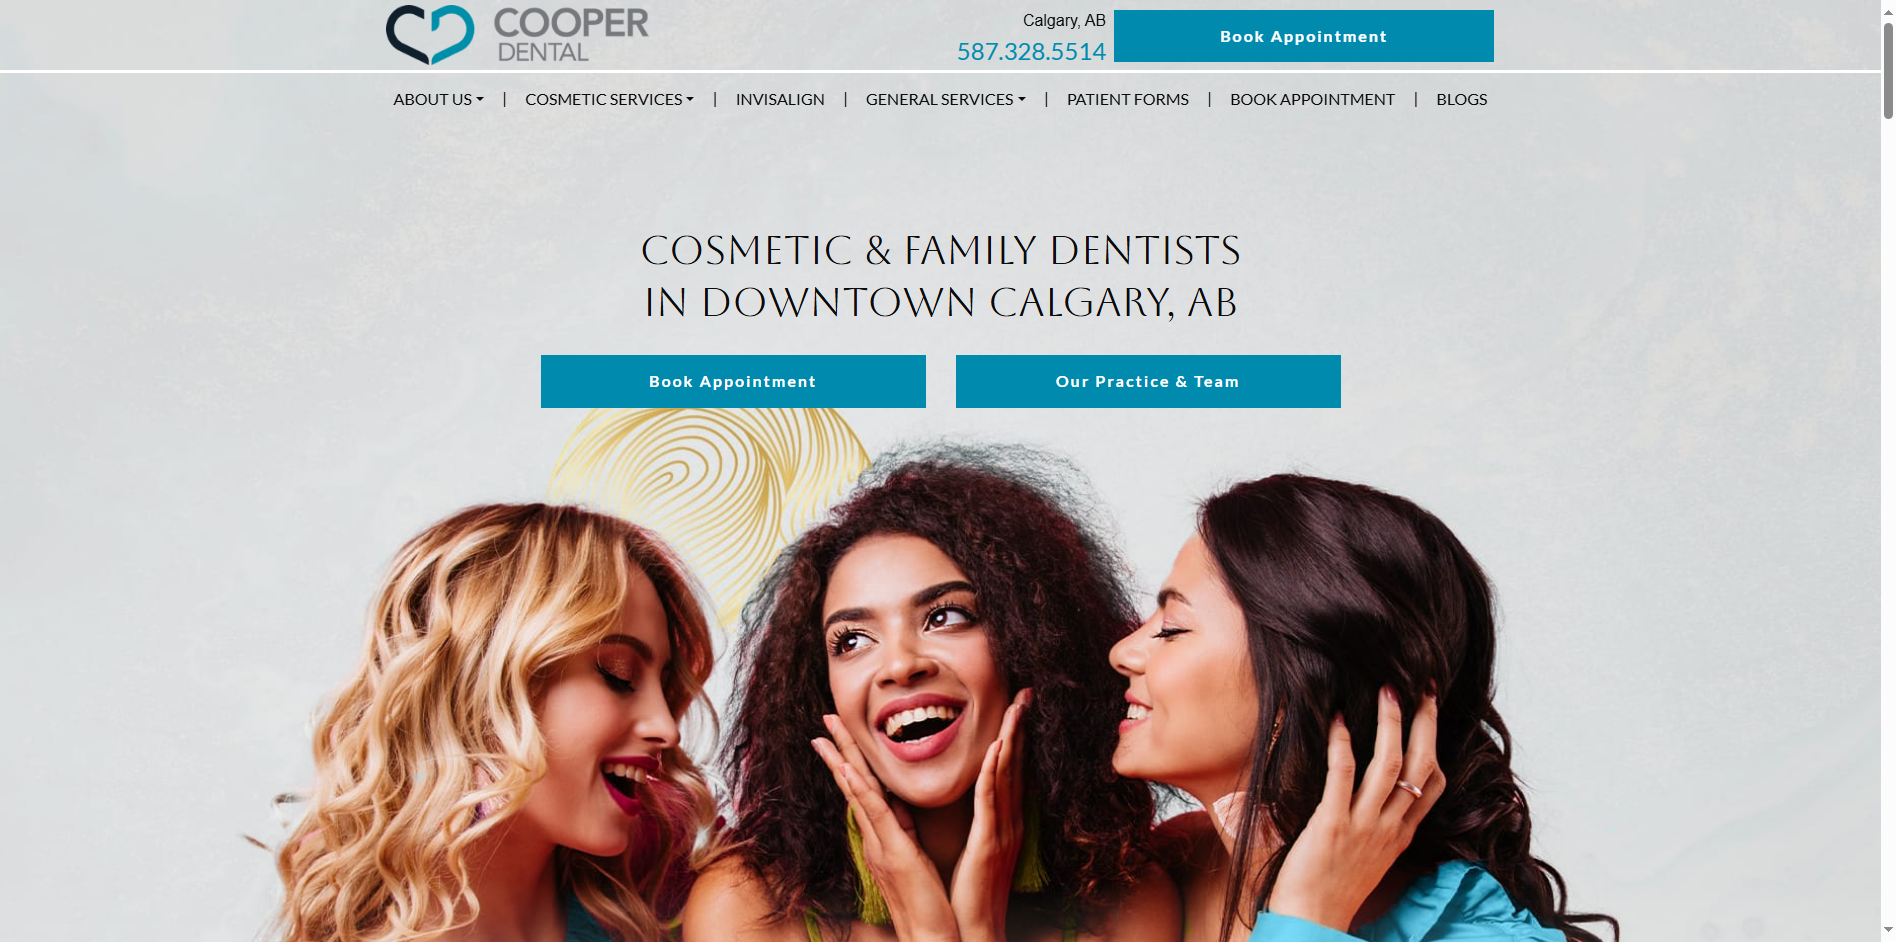 COOPER
DENTAL
Calgary, AB
587.328.5514
Book Appointment
ABOUT US | COSMETIC SERVICES | INVISALIGN | GENERAL SERVICES | PATIENT FORMS | BOOK APPOINTMENT | BLOGS
COSMETIC & FAMILY DENTISTS
IN DOWNTOWN CALGARY, AB
Book Appointment
Our Practice & Team